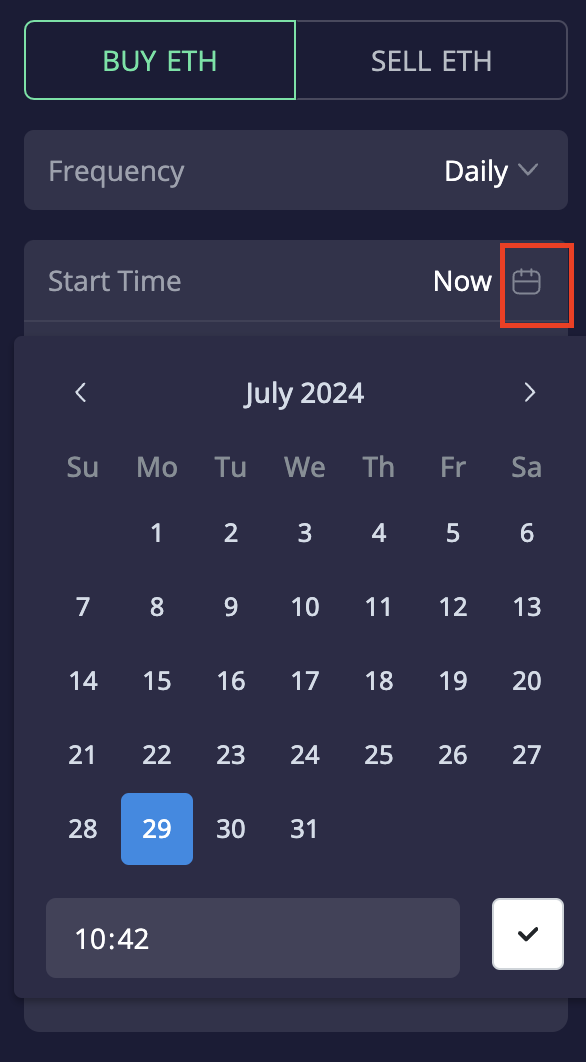 BUY ETH SELL ETH
Frequency Daily
Start Time Now
July 2024
Su Mo Tu We Th Fr Sa
1 2 3 4 5 6
7 8 9 10 11 12 13
14 15 16 17 18 19 20
21 22 23 24 25 26 27
28 29 30 31
10:42